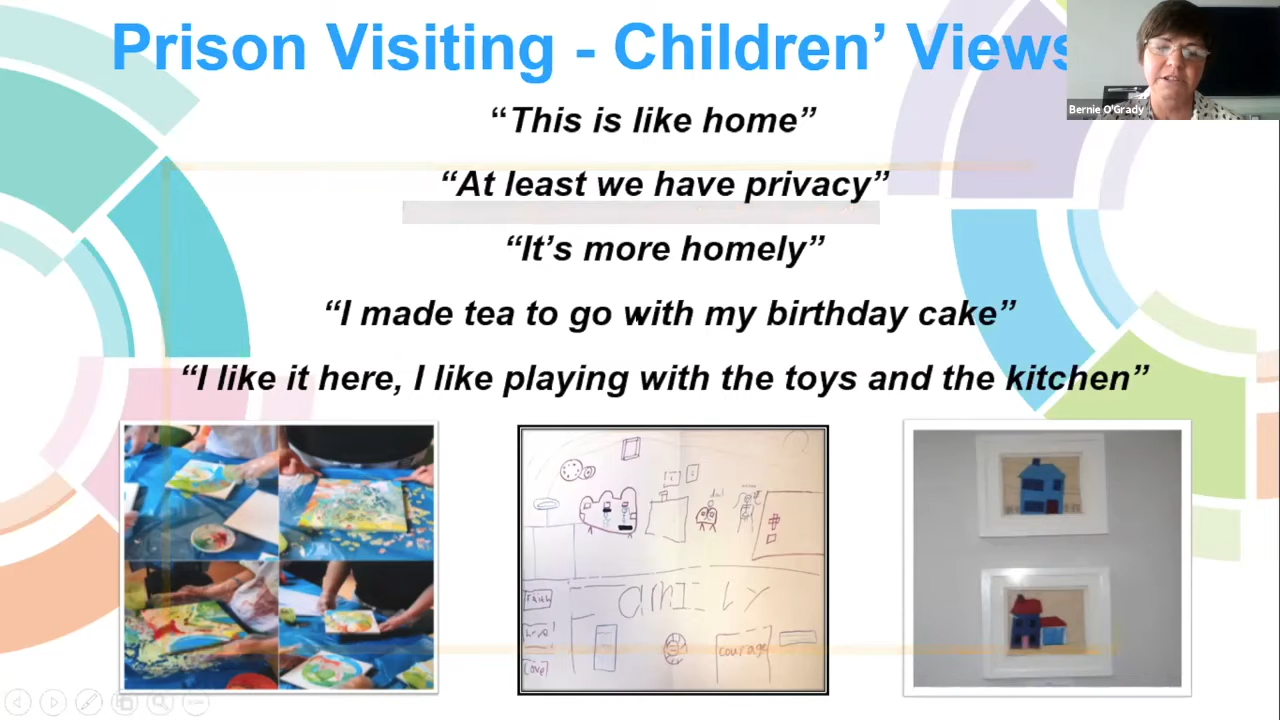 Prison Visiting - Children’ Views
Bernie O'Grady
“This is like home”
“At least we have privacy”
“It’s more homely”
“I made tea to go with my birthday cake”
“I like it here, I like playing with the toys and the kitchen”
FAMILY
Faith
Love
courage